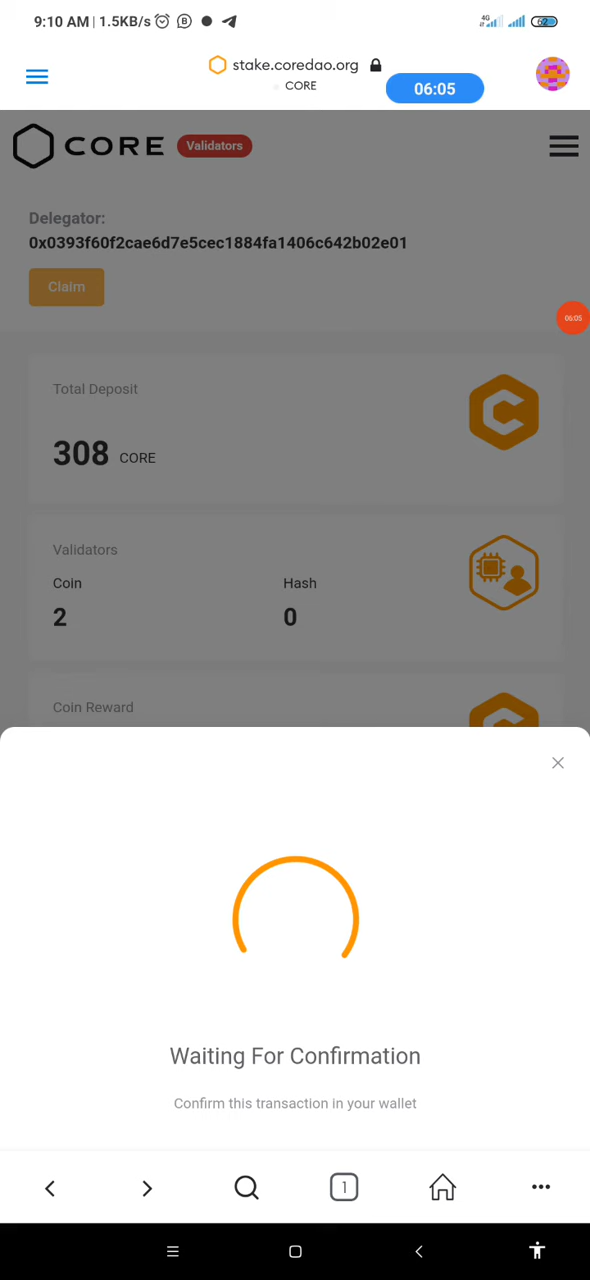 9:10 AM | 1.5KB/s
4G
62
stake.coredao.org
CORE
06:05
CORE
Validators
Delegator:
0x0393f60f2cae6d7e5cec1884fa1406c642b02e01
Claim
06:05
Total Deposit
308 CORE
Validators
Coin Hash
2 0
Coin Reward
Waiting For Confirmation
Confirm this transaction in your wallet
1